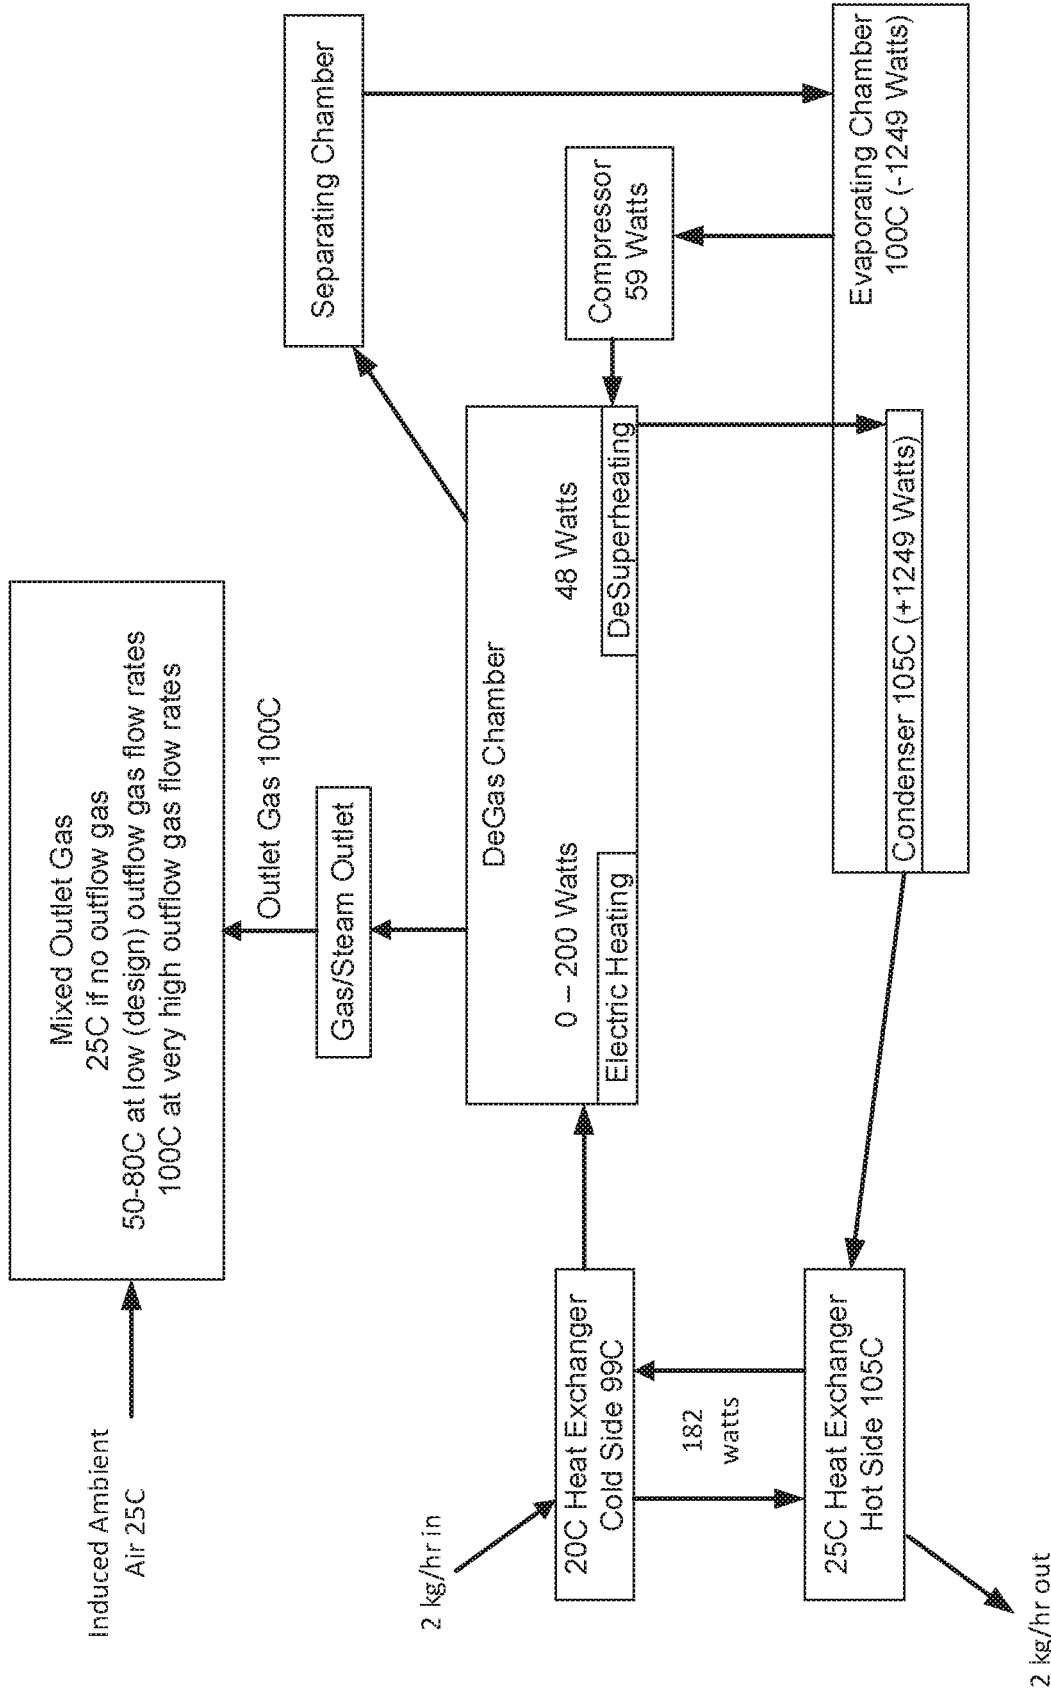 Induced Ambient
Air 25C
Mixed Outlet Gas
25C if no outflow gas
50-80C at low (design) outflow gas flow rates
100C at very high outflow gas flow rates
Outlet Gas 100C
Gas/Steam Outlet
Separating Chamber
2 kg/hr in
20C Heat Exchanger
Cold Side 99C
DeGas Chamber
0 – 200 Watts
48 Watts
Electric Heating
DeSuperheating
Compressor
59 Watts
182
watts
25C Heat Exchanger
Hot Side 105C
Evaporating Chamber
100C (-1249 Watts)
Condenser 105C (+1249 Watts)
2 kg/hr out